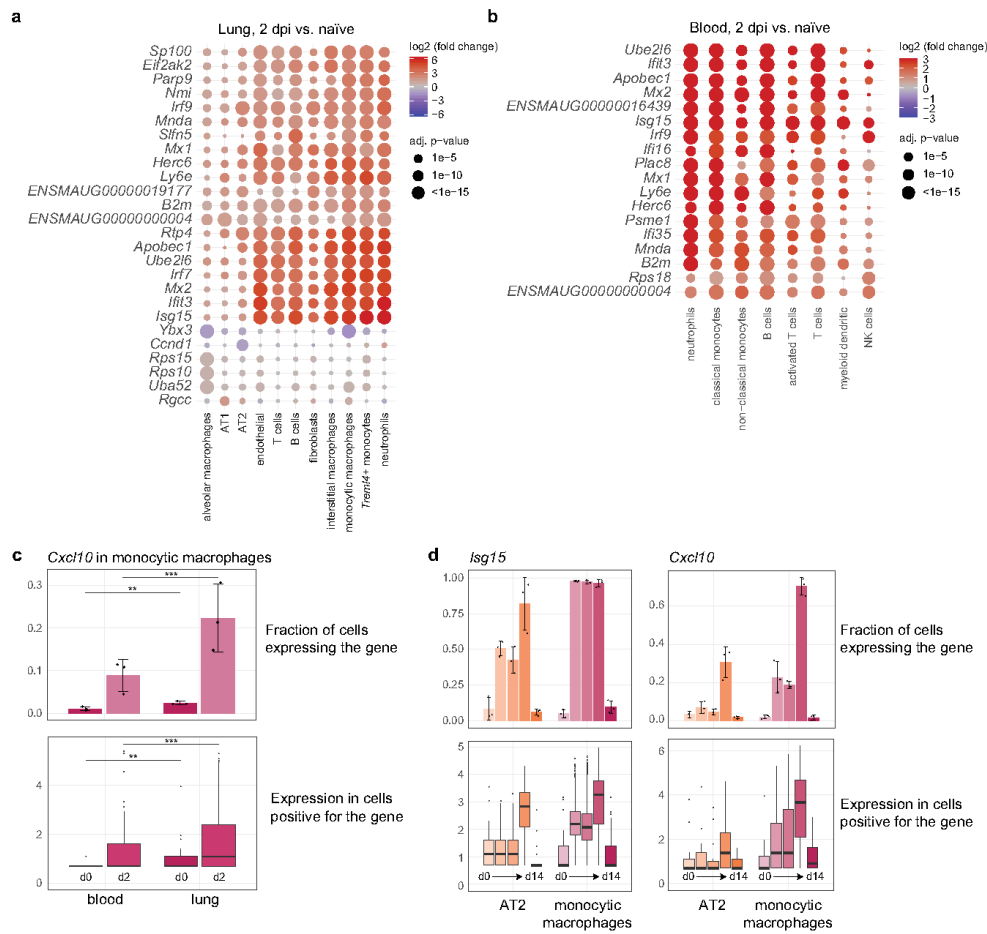 a
Lung, 2 dpi vs. naïve
Sp100
Eif2ak2
Parp9
Nmi
Irf9
Mnda
Slfn5
Mx1
Herc6
Ly6e
ENSMAUG00000019177
B2m
ENSMAUG00000000004
Rtp4
Apobec1
Ube2l6
Irf7
Mx2
Ifit3
Isg15
Ybx3
Ccnd1
Rps15
Rps10
Uba52
Rgcc
alveolar macrophages
AT1
AT2
endothelial
T cells
B cells
fibroblasts
interstitial macrophages
monocytic macrophages
Treml4+ monocytes
neutrophils
log2 (fold change)
6
3
0
−3
−6
adj. p-value
1e−5
1e−10
<1e−15
b
Blood, 2 dpi vs. naïve
Ube2l6
Ifit3
Apobec1
Mx2
ENSMAUG00000016439
Isg15
Irf9
Ifi16
Plac8
Mx1
Ly6e
Herc6
Psme1
Ifi35
Mnda
B2m
Rps18
ENSMAUG00000000004
neutrophils
classical monocytes
non-classical monocytes
B cells
activated T cells
T cells
myeloid dendritic
NK cells
log2 (fold change)
3
2
1
0
−1
−2
−3
adj. p-value
1e−5
1e−10
<1e−15
c
Cxcl10 in monocytic macrophages
0.3
0.2
0.1
0.0
***
**
Fraction of cells
expressing the gene
4
2
0
***
**
d0
d2
d0
d2
blood
lung
Expression in cells
positive for the gene
d
Isg15
1.00
0.75
0.50
0.25
0.00
5
4
3
2
1
0
d0
d14
d0
d14
AT2
monocytic
macrophages
Cxcl10
0.6
0.4
0.2
0.0
Fraction of cells
expressing the gene
6
4
2
0
d0
d14
d0
d14
AT2
monocytic
macrophages
Expression in cells
positive for the gene